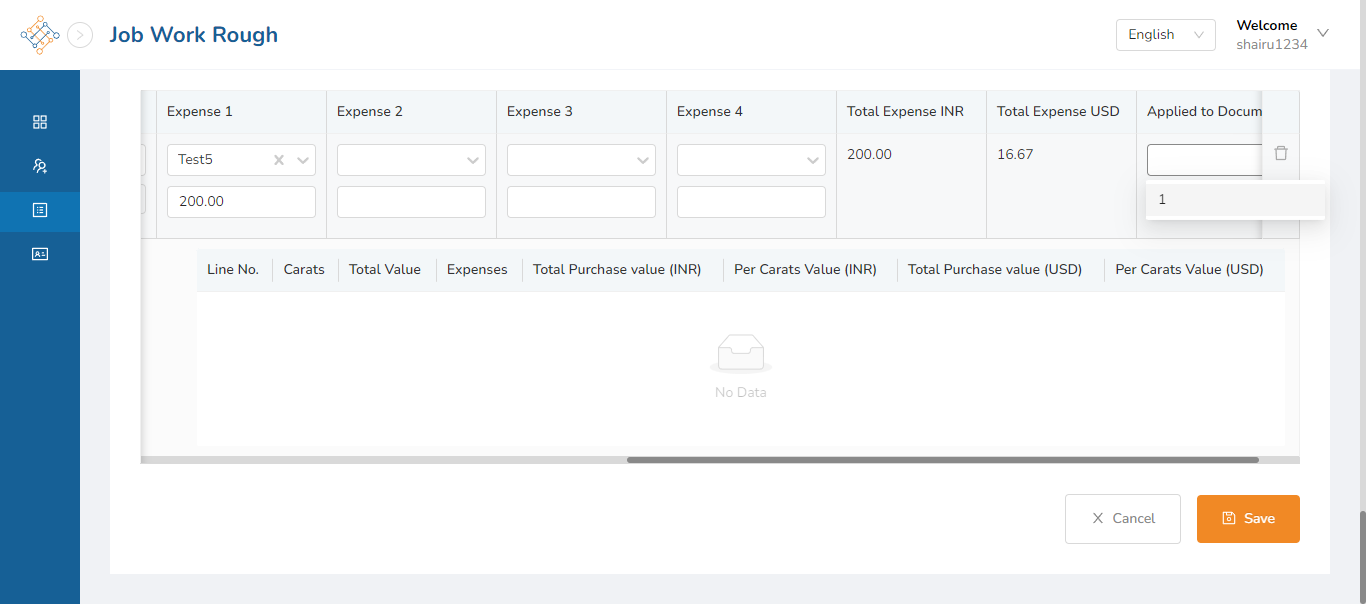 Job Work Rough
English
Welcome
shairu1234
Expense 1
Expense 2
Expense 3
Expense 4
Total Expense INR
Total Expense USD
Applied to Docum
Test5
200.00
16.67
200.00
1
Line No.
Carats
Total Value
Expenses
Total Purchase value (INR)
Per Carats Value (INR)
Total Purchase value (USD)
Per Carats Value (USD)
No Data
Cancel
Save